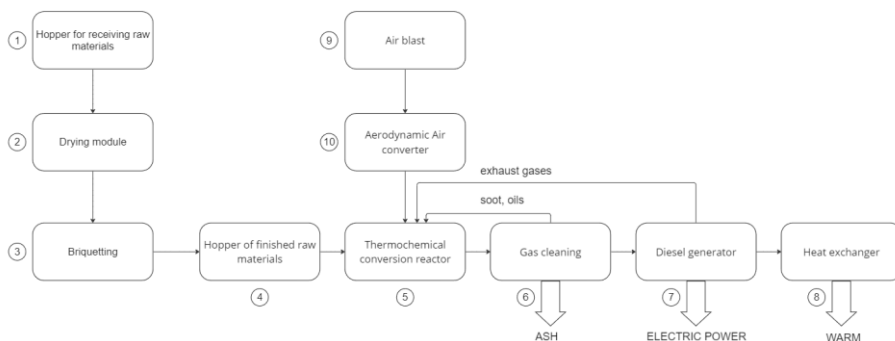 1
Hopper for receiving raw
materials
9
Air blast
2
Drying module
10
Aerodynamic Air
converter
exhaust gases
soot, oils
3
Briquetting
Hopper of finished raw
materials
Thermochemical
conversion reactor
Gas cleaning
Diesel generator
Heat exchanger
4
5
6
7
8
ASH
ELECTRIC POWER
WARM